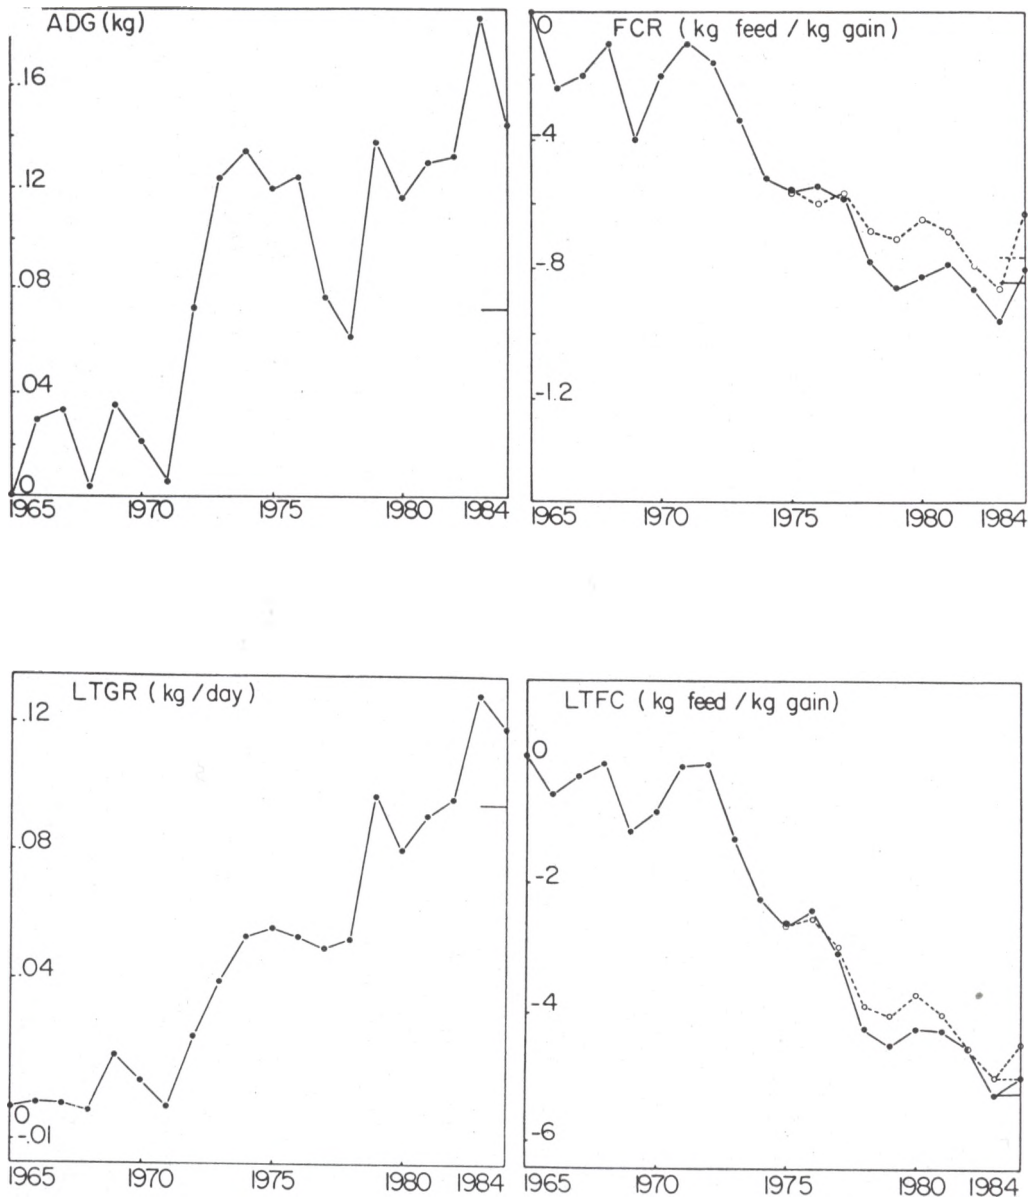 ADG (kg)
.16
.12
.08
.04
0
1965 1970 1975 1980 1984
FCR (kg feed / kg gain)
0
-.4
-.8
-1.2
1965 1970 1975 1980 1984
LTGR (kg /day)
.12
.08
.04
0
-.01
1965 1970 1975 1980 1984
LTFC (kg feed /kg gain)
0
-2
-4
-6
1965 1970 1975 1980 1984